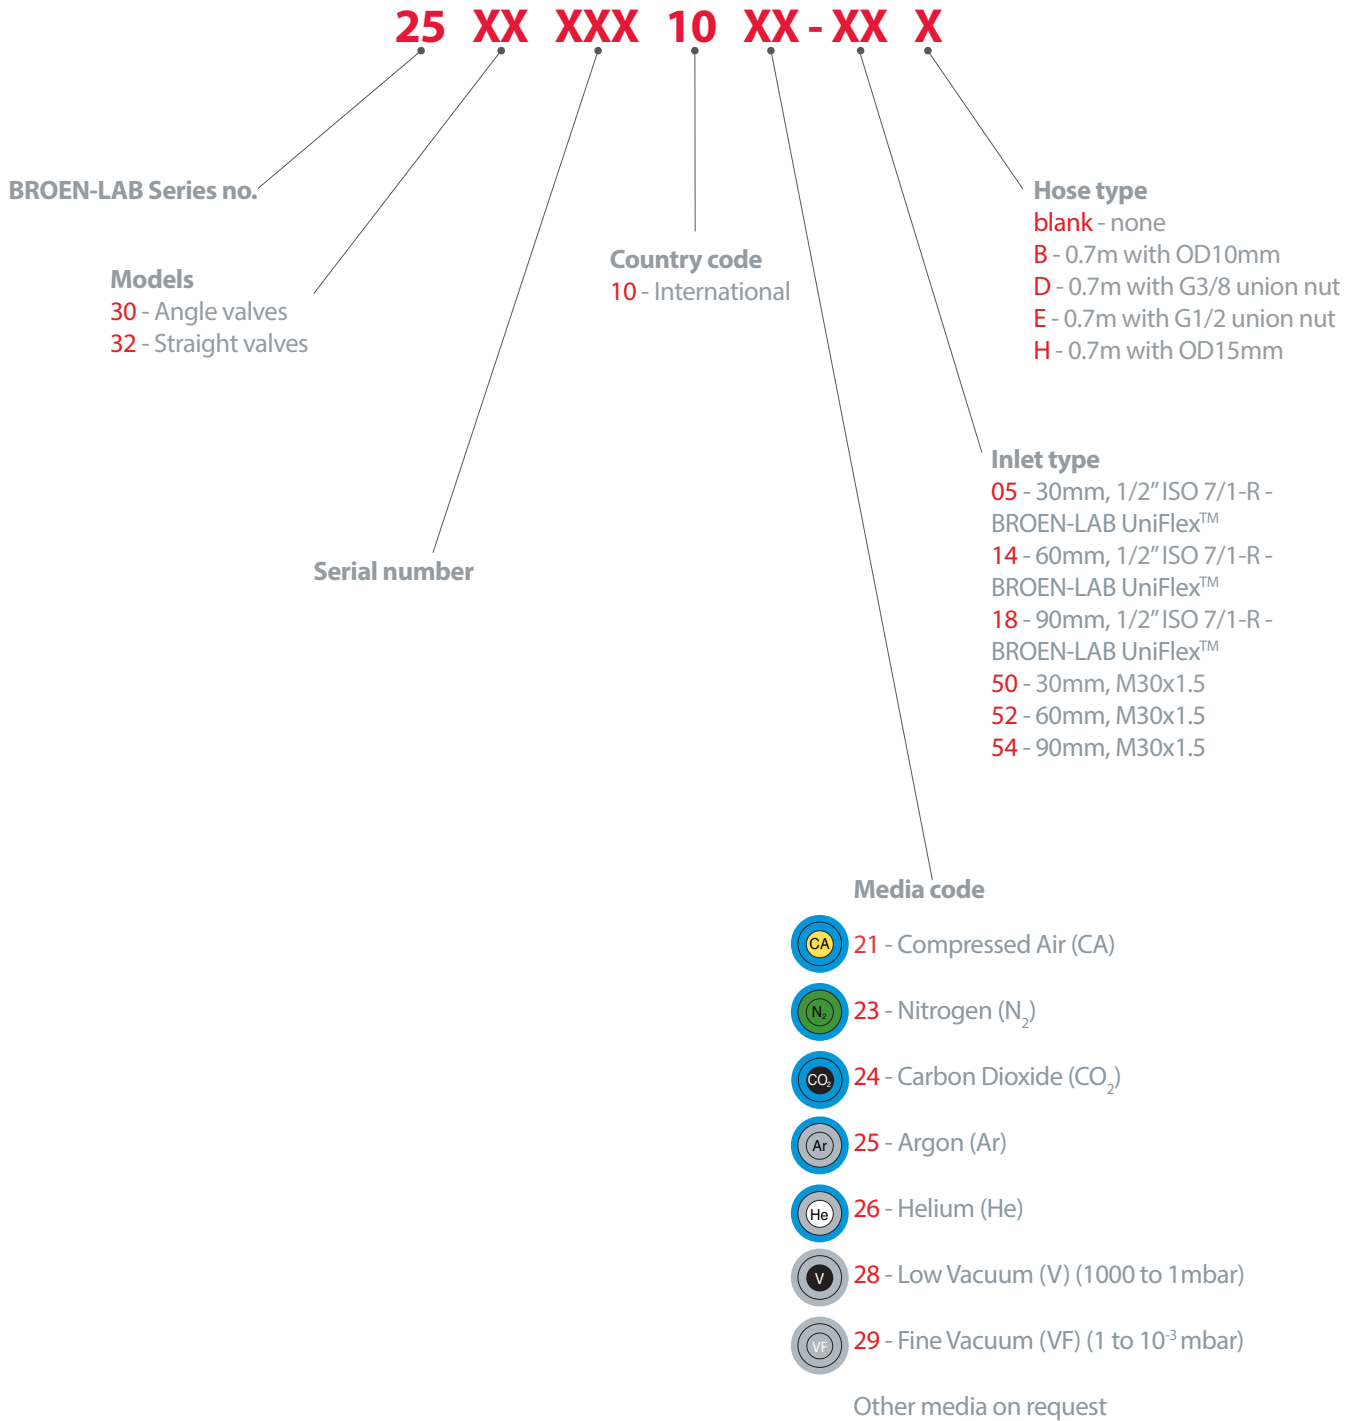 25 XX XXX 10 XX - XX X
BROEN-LAB Series no.
Models
30 - Angle valves
32 - Straight valves
Serial number
Country code
10 - International
Hose type
blank - none
B - 0.7m with OD10mm
D - 0.7m with G3/8 union nut
E - 0.7m with G1/2 union nut
H - 0.7m with OD15mm
Inlet type
05 - 30mm, 1/2” ISO 7/1-R -
BROEN-LAB UniFlex™
14 - 60mm, 1/2” ISO 7/1-R -
BROEN-LAB UniFlex™
18 - 90mm, 1/2” ISO 7/1-R -
BROEN-LAB UniFlex™
50 - 30mm, M30x1.5
52 - 60mm, M30x1.5
54 - 90mm, M30x1.5
Media code
CA 21 - Compressed Air (CA)
N₂ 23 - Nitrogen (N₂)
CO₂ 24 - Carbon Dioxide (CO₂)
Ar 25 - Argon (Ar)
He 26 - Helium (He)
V 28 - Low Vacuum (V) (1000 to 1mbar)
VF 29 - Fine Vacuum (VF) (1 to 10⁻³ mbar)
Other media on request